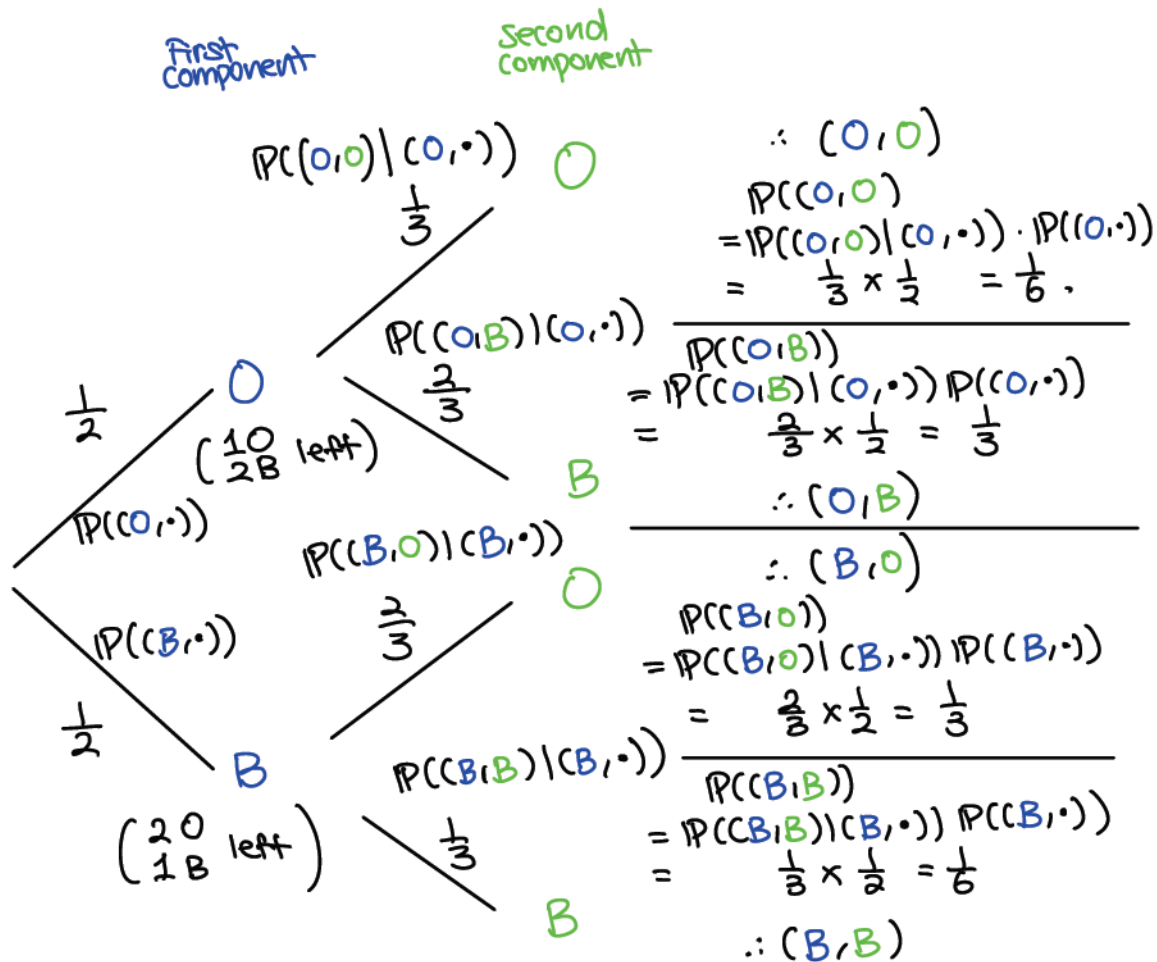 First
component
second
component
P((O,O)|(O,•))
1/3
O
∴ (O,O)
P((O,O)
= P((O,O)|(O,•)) · P((O,•))
= 1/3 × 1/2 = 1/6 .
P((O,B)|(O,•))
2/3
P((O,B))
= P((O,B)|(O,•)) P((O,•))
= 2/3 × 1/2 = 1/3
1/2
O
(1O
2B left)
P((O,•))
B
∴ (O,B)
P((B,O)|(B,•))
2/3
O
∴ (B,O)
P((B,O))
= P((B,O)|(B,•)) P((B,•))
= 2/3 × 1/2 = 1/3
P((B,•))
1/2
B
(2O
1B left)
P((B,B)|(B,•))
1/3
P((B,B))
= P((B,B)|(B,•)) P((B,•))
= 1/3 × 1/2 = 1/6
B
∴ (B,B)